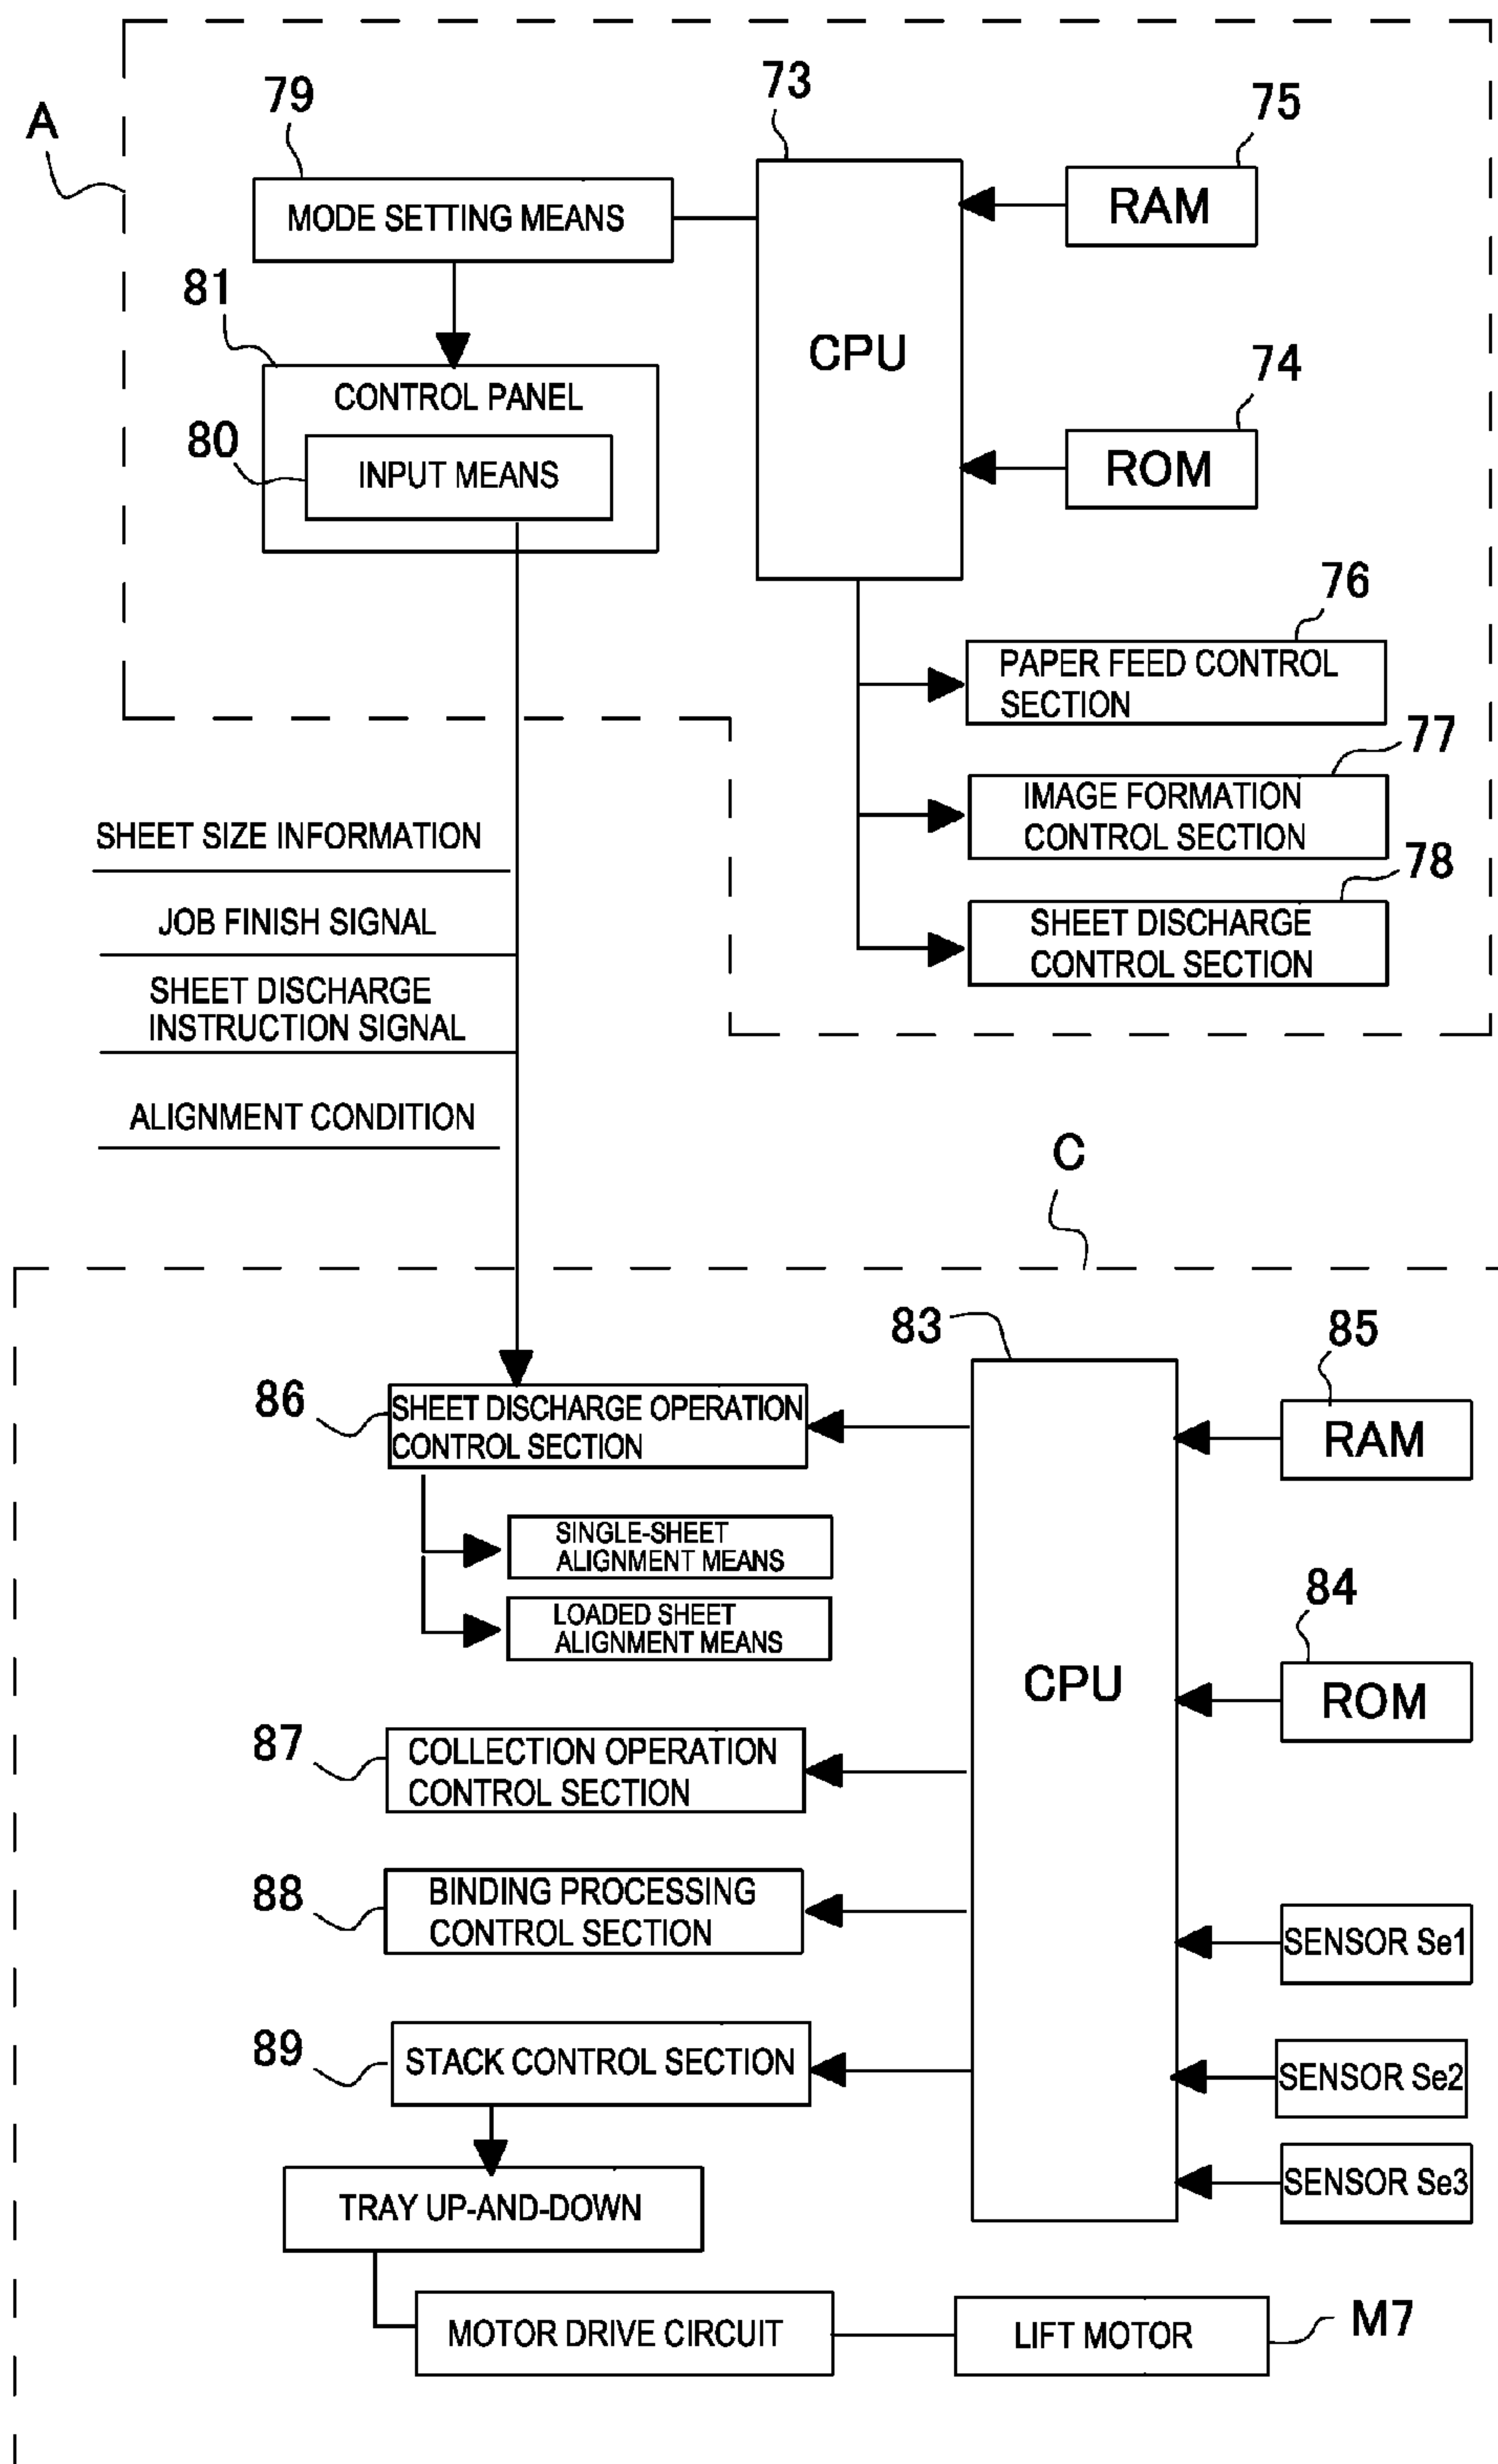 A
79
73
75
MODE SETTING MEANS
RAM
81
CPU
CONTROL PANEL
74
80
INPUT MEANS
ROM
76
PAPER FEED CONTROL
SECTION
77
IMAGE FORMATION
CONTROL SECTION
78
SHEET DISCHARGE
CONTROL SECTION
SHEET SIZE INFORMATION
JOB FINISH SIGNAL
SHEET DISCHARGE
INSTRUCTION SIGNAL
ALIGNMENT CONDITION
C
83
85
86
SHEET DISCHARGE OPERATION
CONTROL SECTION
RAM
SINGLE-SHEET
ALIGNMENT MEANS
LOADED SHEET
ALIGNMENT MEANS
84
CPU
ROM
87
COLLECTION OPERATION
CONTROL SECTION
88
BINDING PROCESSING
CONTROL SECTION
SENSOR Se1
89
STACK CONTROL SECTION
SENSOR Se2
SENSOR Se3
TRAY UP-AND-DOWN
MOTOR DRIVE CIRCUIT
LIFT MOTOR
M7